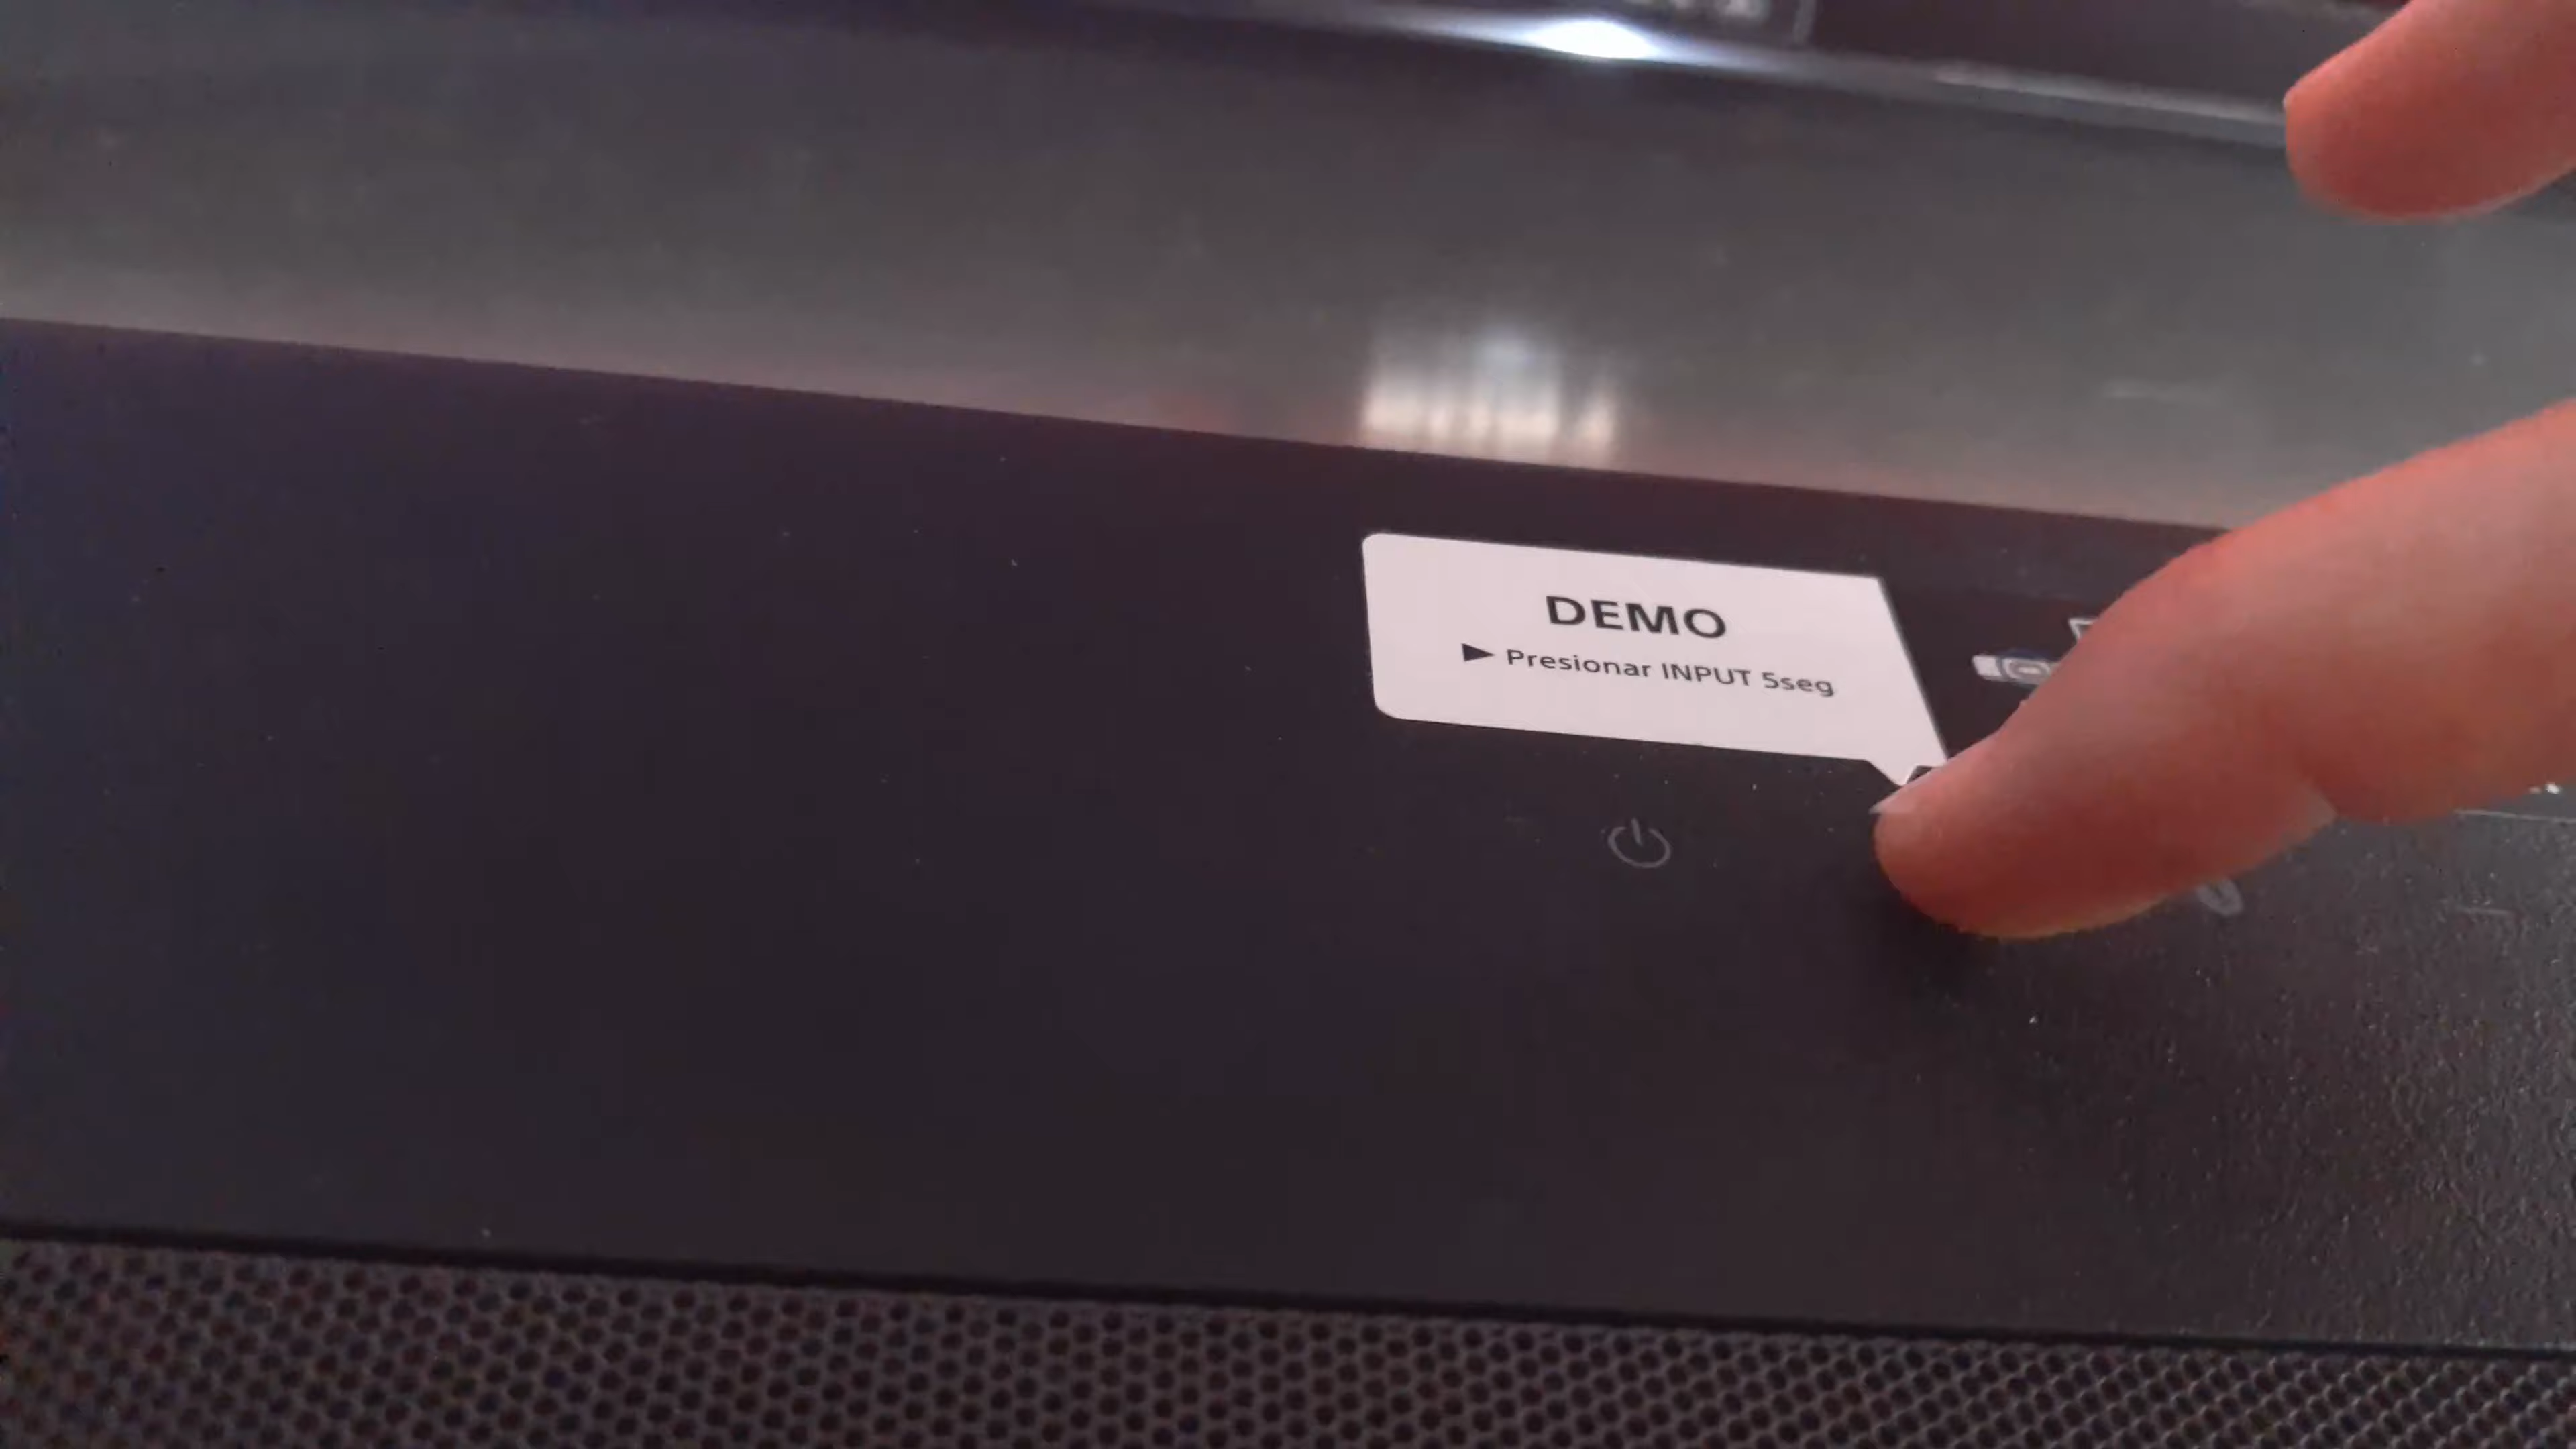 DEMO
► Presionar INPUT 5seg